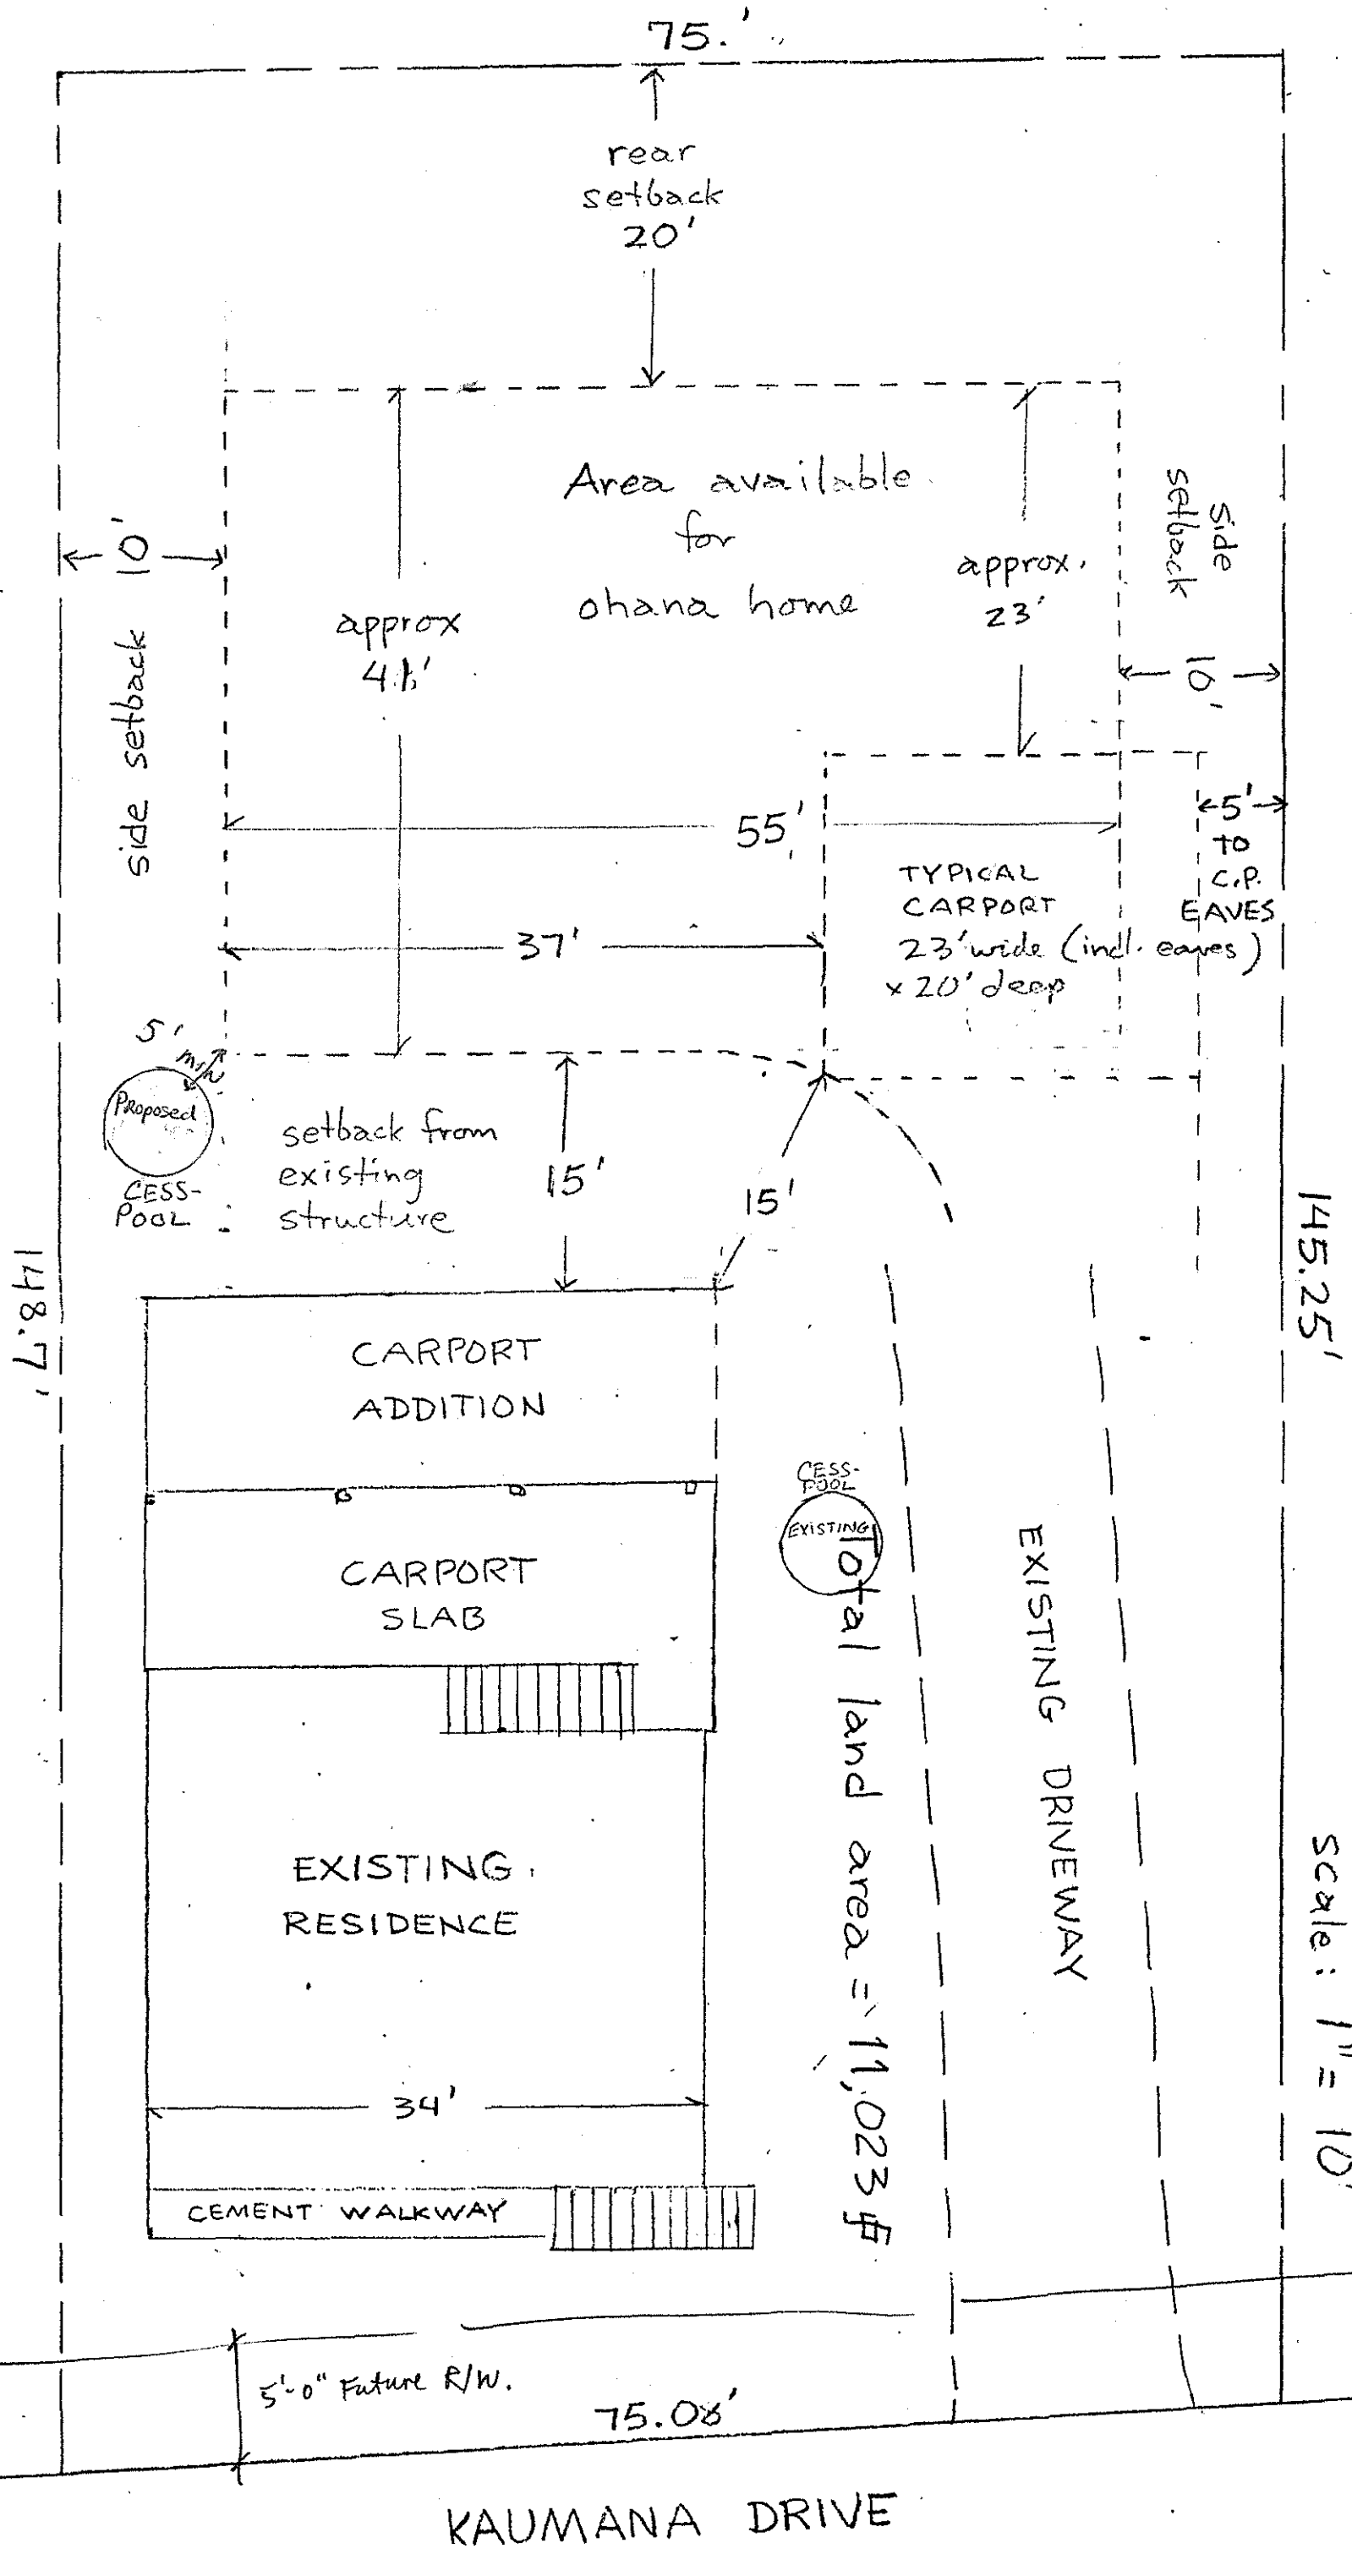 75.'
rear
setback
20'
Area available
for
ohana home
side
setback
10'
10'
side setback
approx
41'
approx.
23'
55'
5'
TO
C.P.
EAVES
TYPICAL
CARPORT
23' wide (incl. eaves)
x 20' deep
37'
5'
min
Proposed
CESS-
POOL
setback from
existing
structure
15'
15'
148.7'
145.25'
CARPORT
ADDITION
CESS-
POOL
EXISTING
CARPORT
SLAB
Total land area = 11,023
EXISTING DRIVEWAY
EXISTING
RESIDENCE
scale: 1" = 10'
34'
CEMENT WALKWAY
5'-0" Future R/W.
75.08'
KAUMANA DRIVE